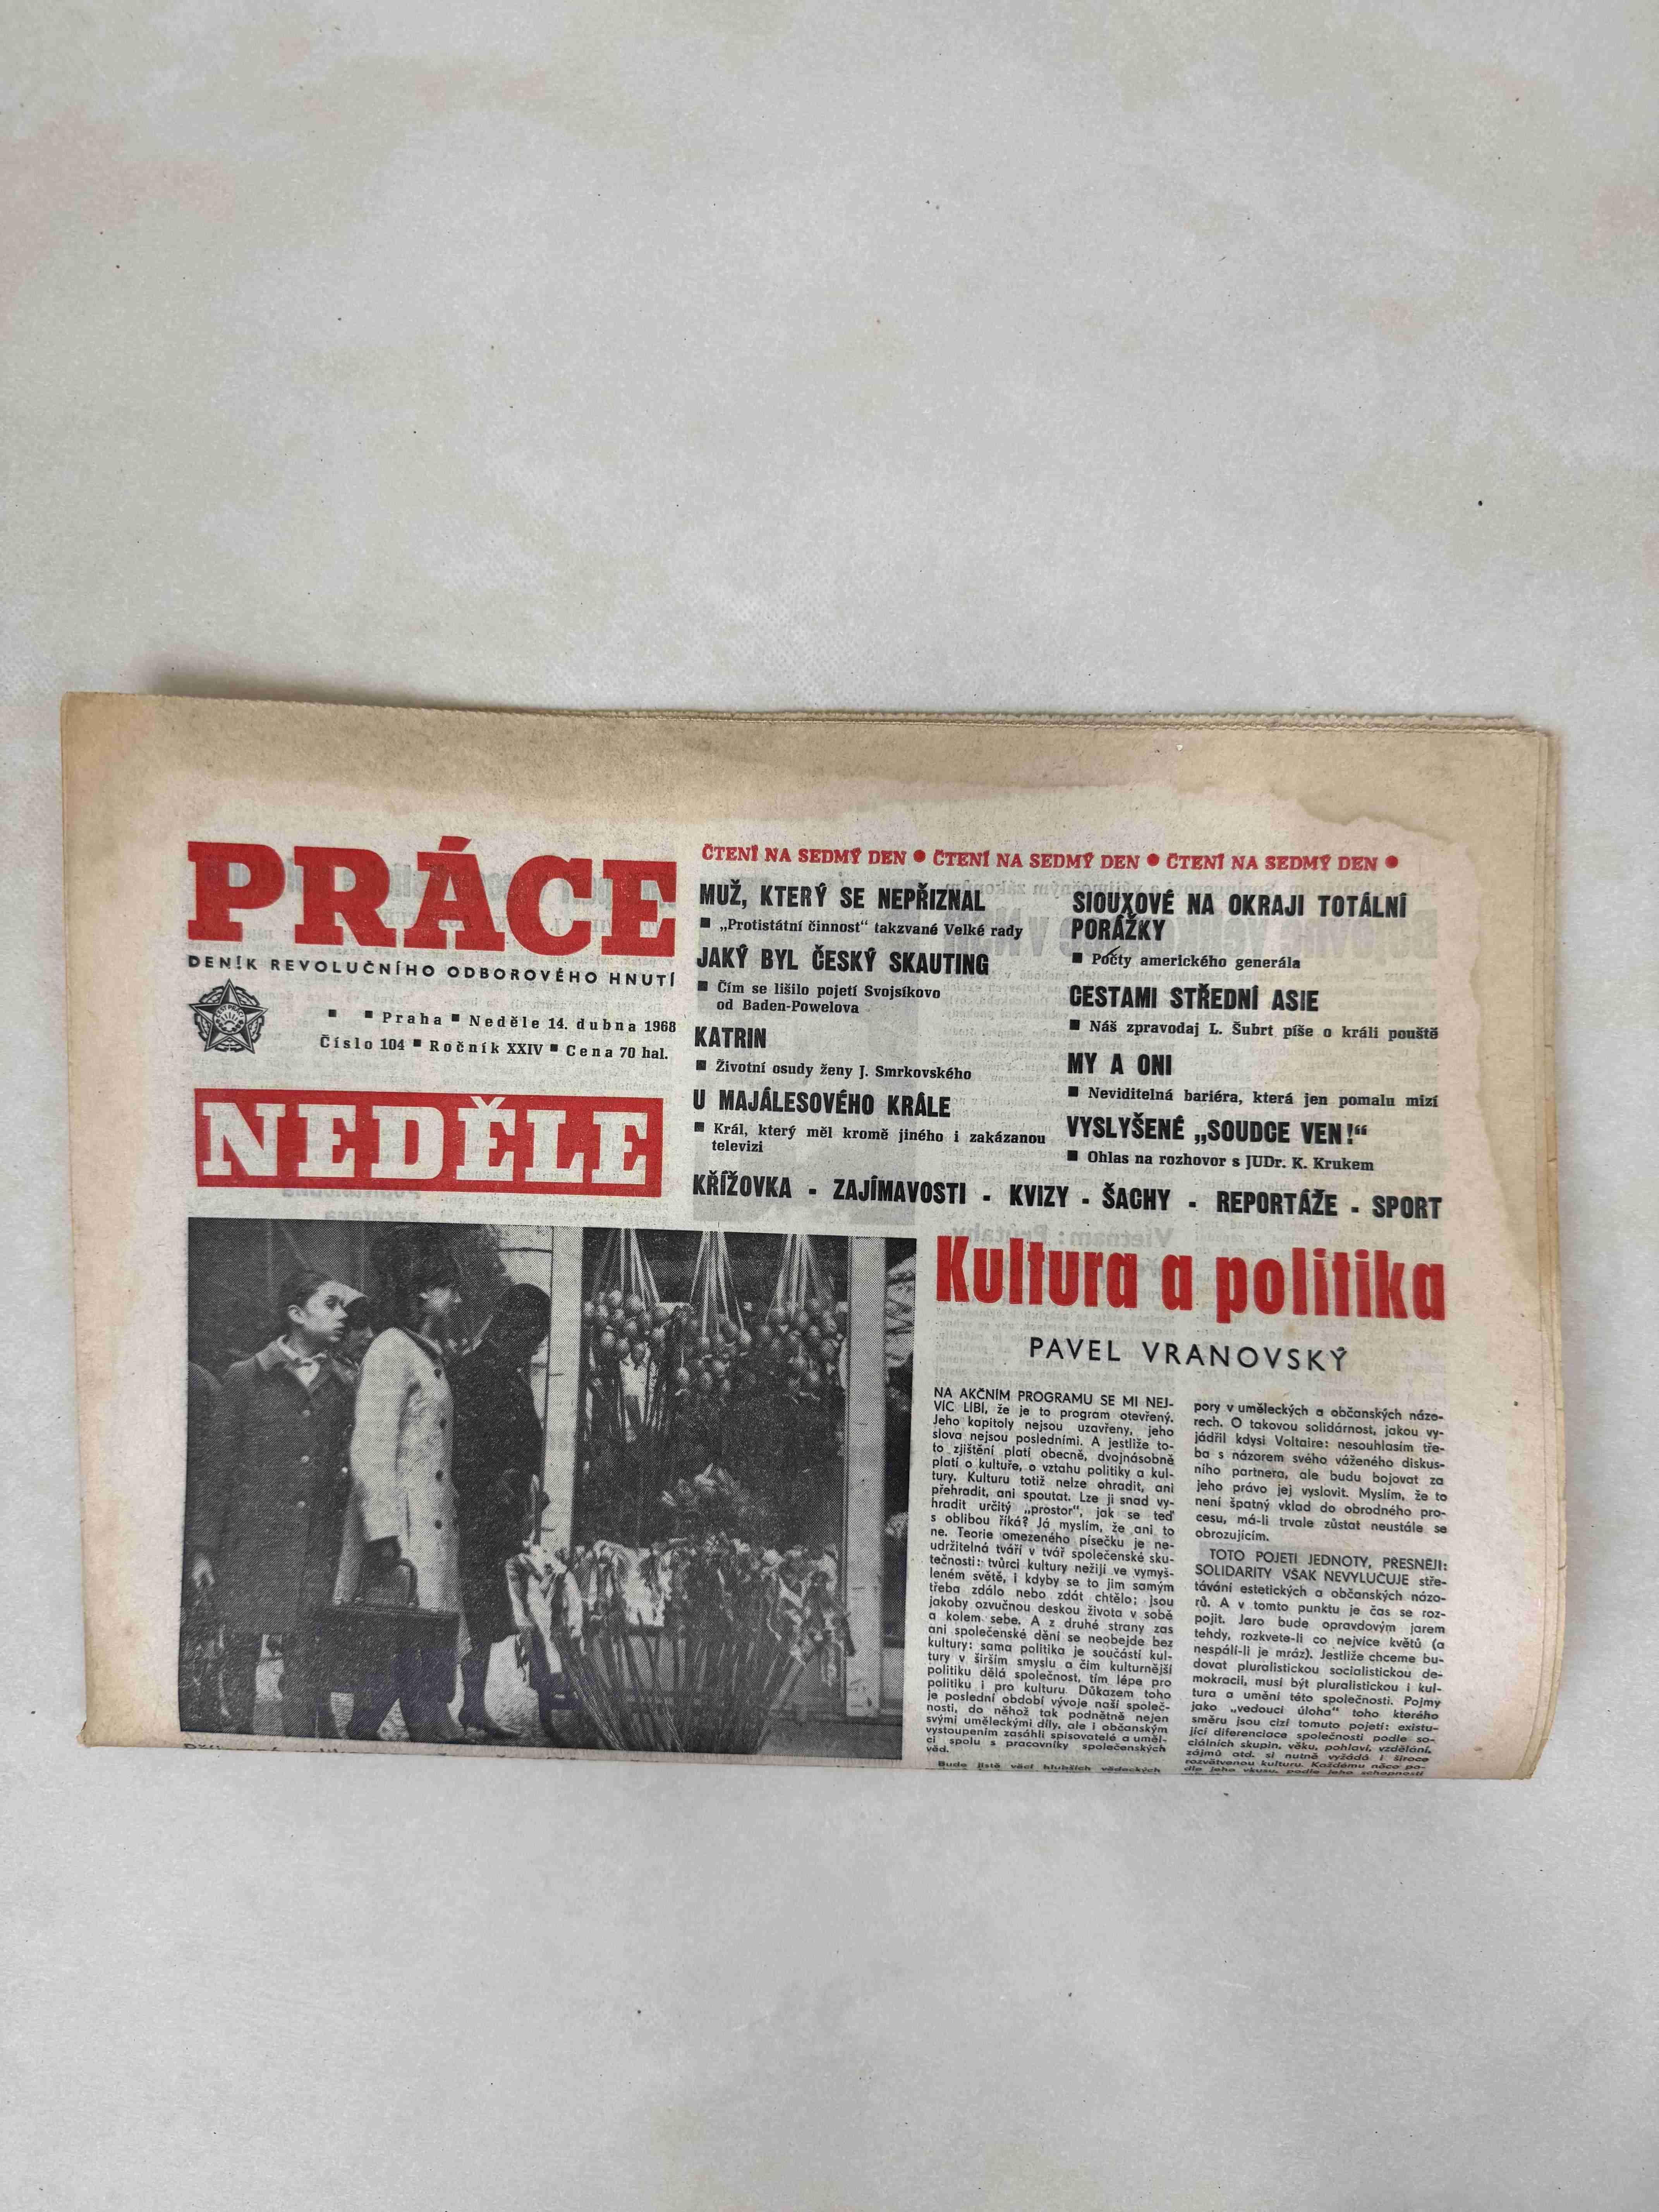 PRÁCE
DENÍK REVOLUČNÍHO ODBOROVÉHO HNUTÍ
Praha ■ Neděle 14. dubna 1968
Číslo 104 ■ Ročník XXIV ■ Cena 70 hal.
NEDĚLE
ČTENÍ NA SEDMÝ DEN ● ČTENÍ NA SEDMÝ DEN ● ČTENÍ NA SEDMÝ DEN ●
MUŽ, KTERÝ SE NEPŘIZNAL
■ „Protistátní činnost“ takzvané Velké rady
JAKÝ BYL ČESKÝ SKAUTING
■ Čím se lišilo pojetí Svojsíkovo
od Baden-Powelova
KATRIN
■ Životní osudy ženy J. Smrkovského
U MAJÁLESOVÉHO KRÁLE
■ Král, který měl kromě jiného i zakázanou
televizi
SIOUXOVÉ NA OKRAJI TOTÁLNÍ
PORÁŽKY
■ Počty amerického generála
CESTAMI STŘEDNÍ ASIE
■ Náš zpravodaj L. Šubrt píše o králi pouště
MY A ONI
■ Neviditelná bariéra, která jen pomalu mizí
VYSLYŠENÉ „SOUDCE VEN!“
■ Ohlas na rozhovor s JUDr. K. Krukem
KŘÍŽOVKA - ZAJÍMAVOSTI - KVIZY - ŠACHY - REPORTÁŽE - SPORT
Kultura a politika
PAVEL VRANOVSKÝ
NA AKČNÍM PROGRAMU SE MI NEJ-
VÍC LÍBÍ, že je to program otevřený.
Jeho kapitoly nejsou uzavřeny, jeho
slova nejsou posledními. A jestliže to-
to zjištění platí obecně, dvojnásobně
platí o kultuře, o vztahu politiky a kul-
tury. Kulturu totiž nelze ohradit, ani
přehradit, ani spoutat. Lze ji snad vy-
hradit určitý „prostor“, jak se teď
s oblibou říká? Já myslím, že ani to
ne. Teorie omezeného písečku je ne-
udržitelná tváří v tvář společenské sku-
tečnosti: tvůrci kultury nežijí ve vymyš-
leném světě, i kdyby se to jim samým
třeba zdálo nebo zdát chtělo; jsou
jakoby ozvučnou deskou života v sobě
a kolem sebe. A z druhé strany zas
ani společenské dění se neobejde bez
kultury: sama politika je součástí kul-
tury v širším smyslu a čím kulturnější
politiku dělá společnost, tím lépe pro
politiku i pro kulturu. Důkazem toho
je poslední období vývoje naší společ-
nosti, do něhož tak podnětně nejen
svými uměleckými díly, ale i občanským
vystoupením zasáhli spisovatelé a uměl-
ci spolu s pracovníky společenských
věd.
Bude jistě věcí hlubších vědeckých
pory v uměleckých a občanských názo-
rech. O takovou solidárnost, jakou vy-
jádřil kdysi Voltaire: nesouhlasím tře-
ba s názorem svého váženého diskus-
ního partnera, ale budu bojovat za
jeho právo jej vyslovit. Myslím, že to
není špatný vklad do obrodného pro-
cesu, má-li trvale zůstat neustále se
obrozujícím.
TOTO POJETÍ JEDNOTY, PŘESNĚJI:
SOLIDARITY VŠAK NEVYLUČUJE stře-
távání estetických a občanských názo-
rů. A v tomto punktu je čas se roz-
pojit. Jaro bude opravdovým jarem
tehdy, rozkvete-li co nejvíce květů (a
nespálí-li je mráz). Jestliže chceme bu-
dovat pluralistickou socialistickou de-
mokracii, musí být pluralistickou i kul-
tura a umění této společnosti. Pojmy
jako „vedoucí úloha“ toho kterého
směru jsou cizí tomuto pojetí: existu-
jící diferenciace společnosti podle so-
ciálních skupin, věku, pohlaví, vzdělání,
zájmů atd. si nutně vyžádá i široce
rozvětvenou kulturu. Každému něco po-
dle jeho vkusu, podle jeho schopností